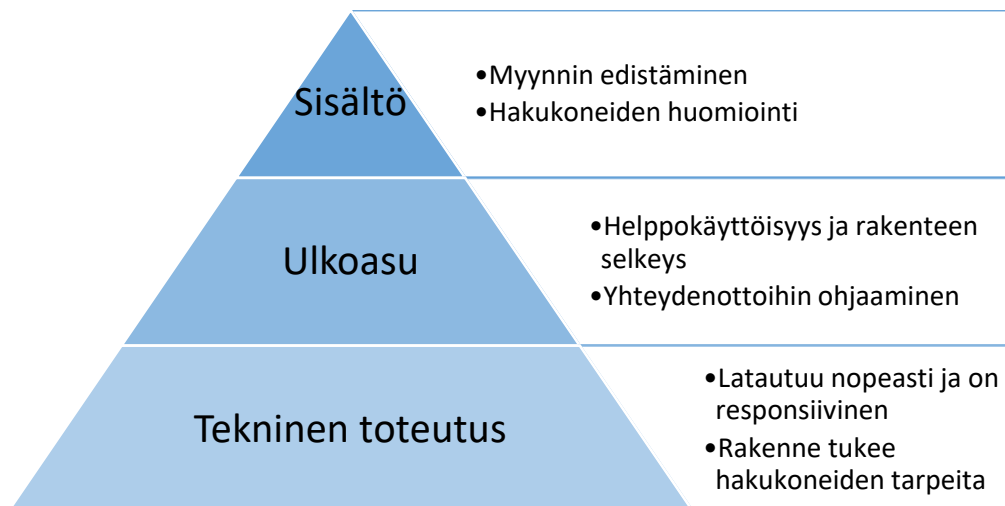 Sisältö
•Myynnin edistäminen
•Hakukoneiden huomiointi
Ulkoasu
•Helppokäyttöisyys ja rakenteen
selkeys
•Yhteydenottoihin ohjaaminen
Tekninen toteutus
•Latautuu nopeasti ja on
responsiivinen
•Rakenne tukee
hakukoneiden tarpeita